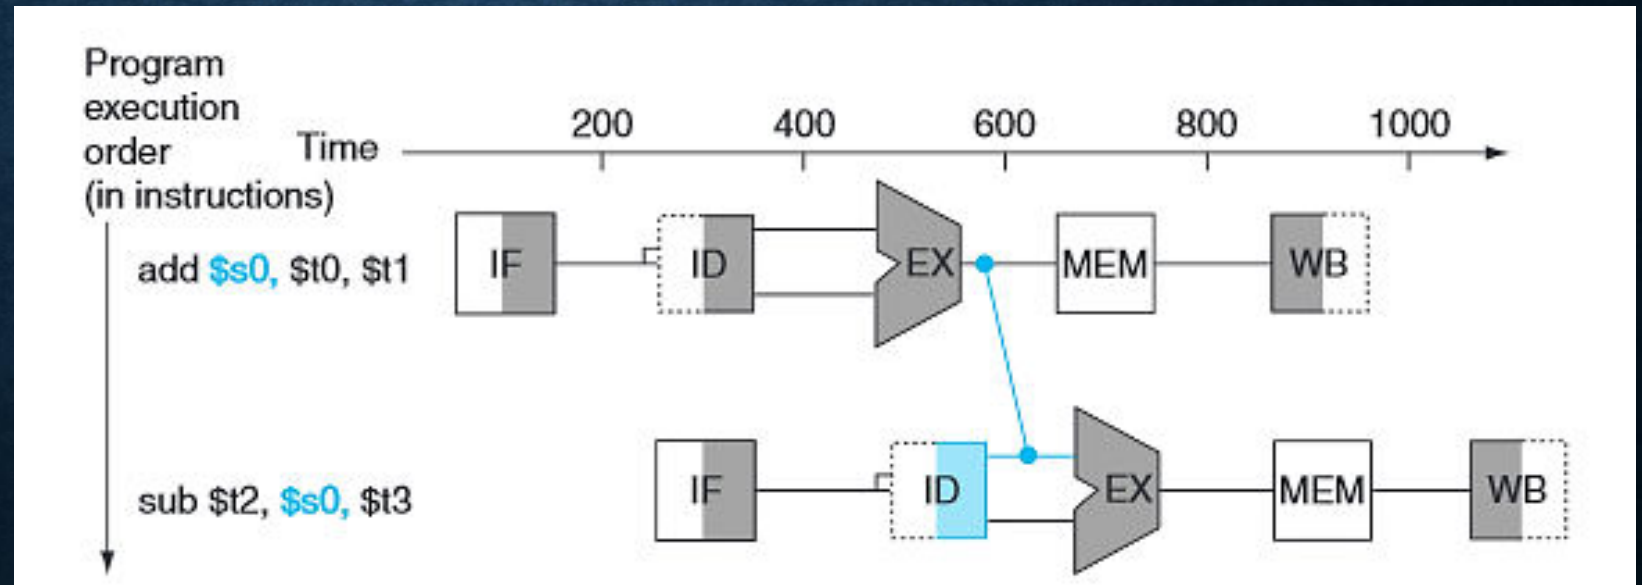 Program
execution
order
(in instructions)
Time
200 400 600 800 1000
add $s0, $t0, $t1
IF ID EX MEM WB
sub $t2, $s0, $t3
IF ID EX MEM WB